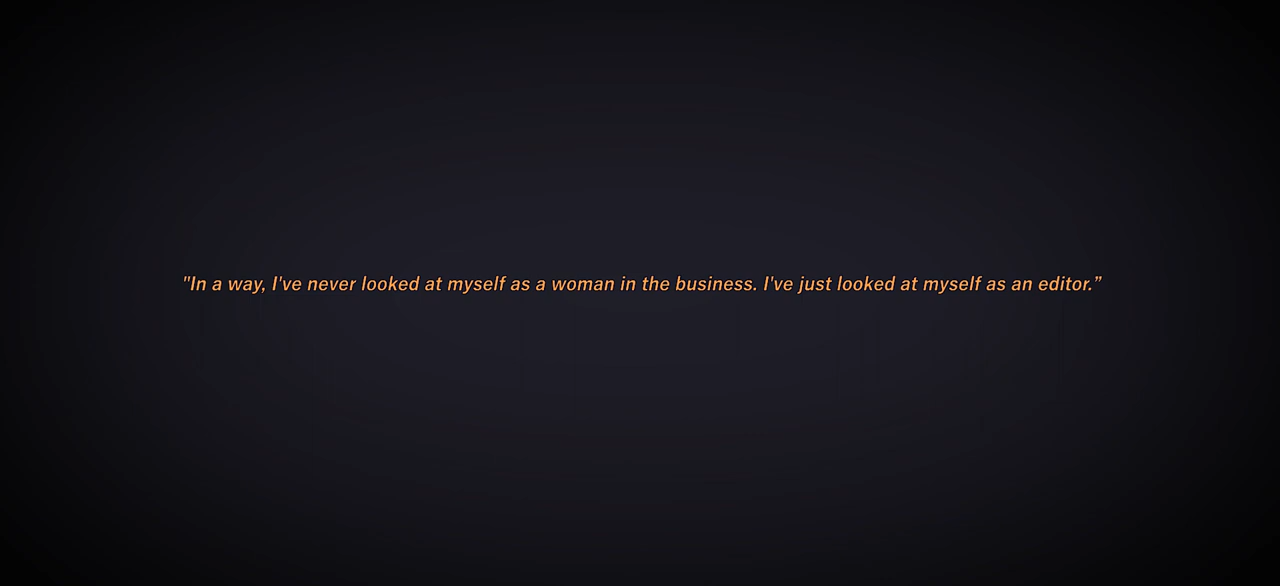 "In a way, I've never looked at myself as a woman in the business. I've just looked at myself as an editor.”